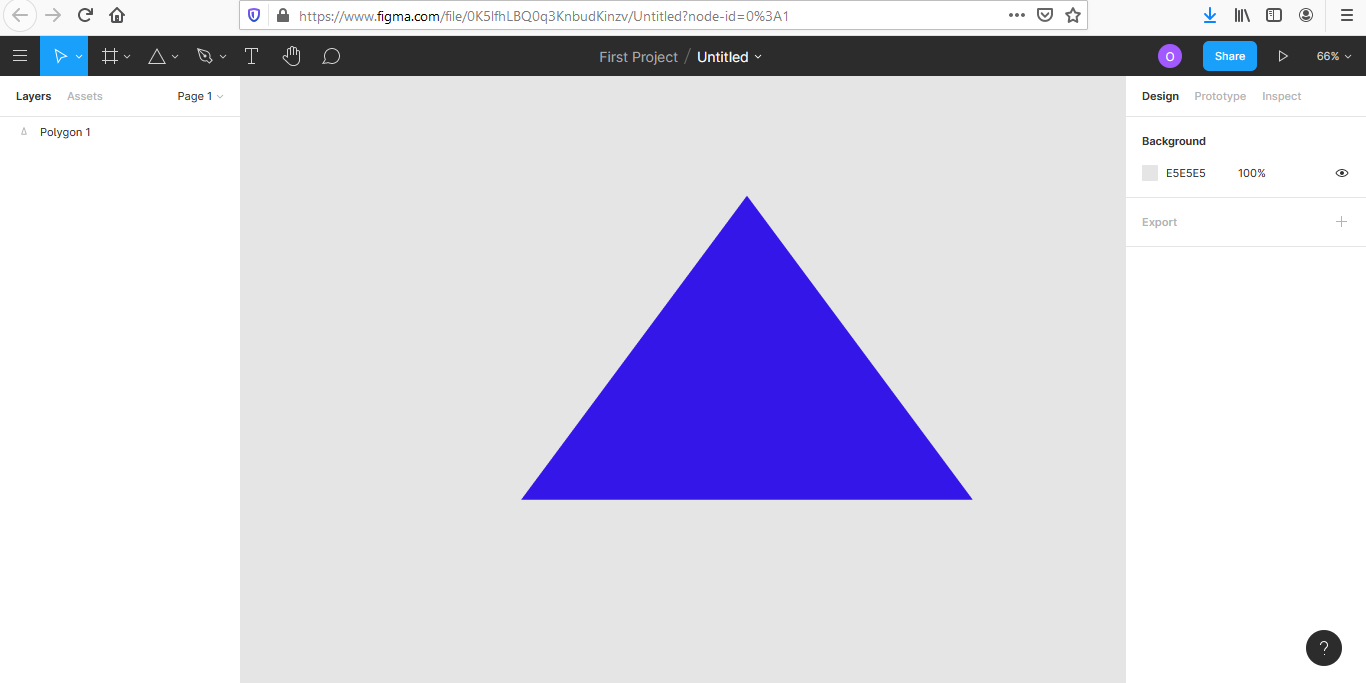 https://www.figma.com/file/0K5IfhLBQ0q3KnbudKinzv/Untitled?node-id=0%3A1
First Project / Untitled
O
Share
66%
Layers Assets Page 1
Design Prototype Inspect
Polygon 1
Background
E5E5E5 100%
Export
?